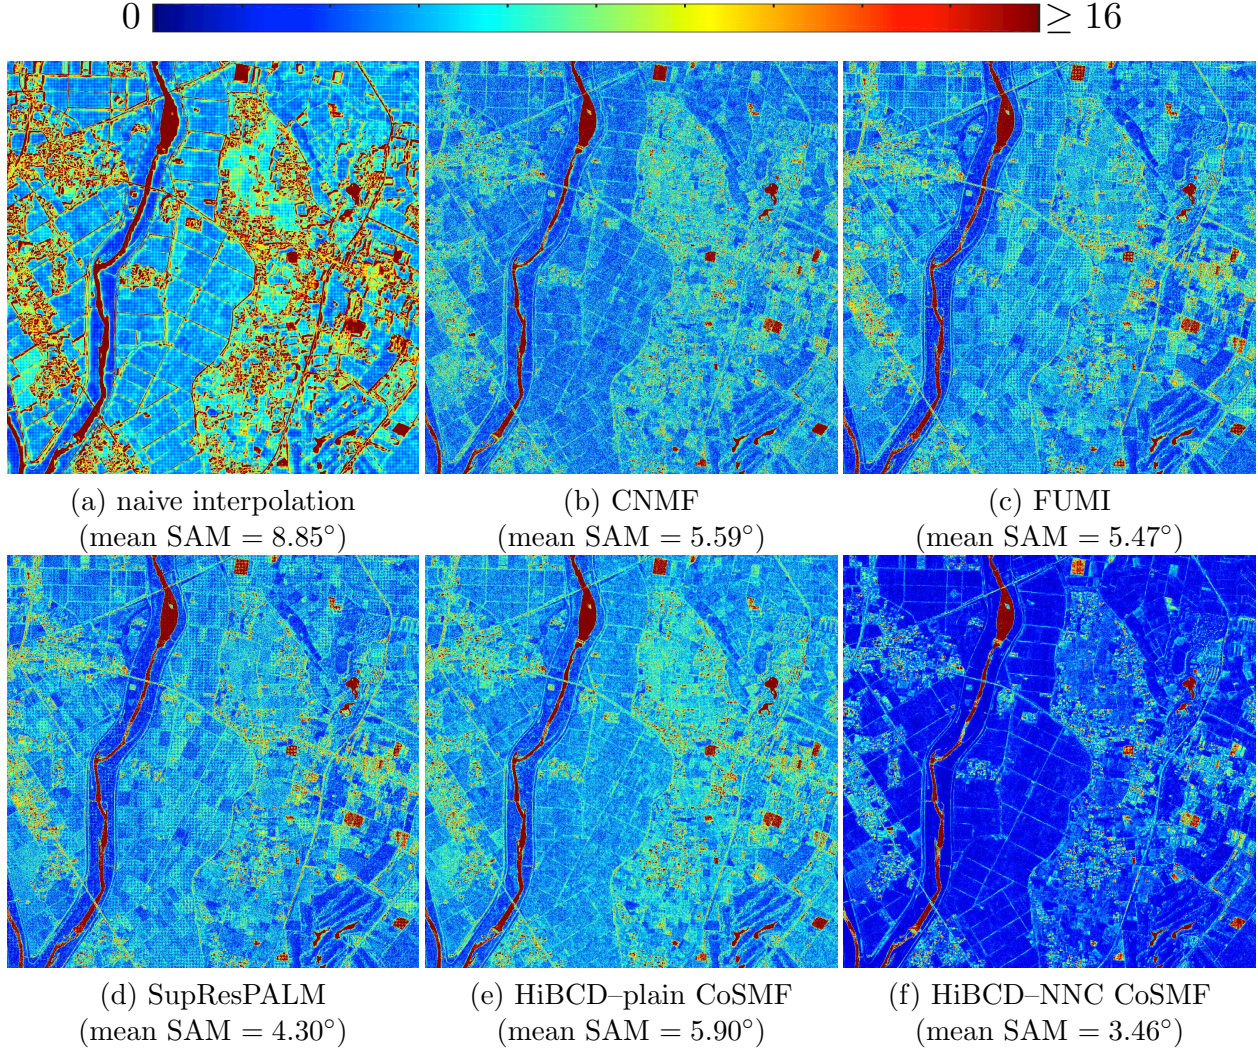 0 ≥ 16
(a) naive interpolation
(mean SAM = 8.85°)
(b) CNMF
(mean SAM = 5.59°)
(c) FUMI
(mean SAM = 5.47°)
(d) SupResPALM
(mean SAM = 4.30°)
(e) HiBCD–plain CoSMF
(mean SAM = 5.90°)
(f) HiBCD–NNC CoSMF
(mean SAM = 3.46°)